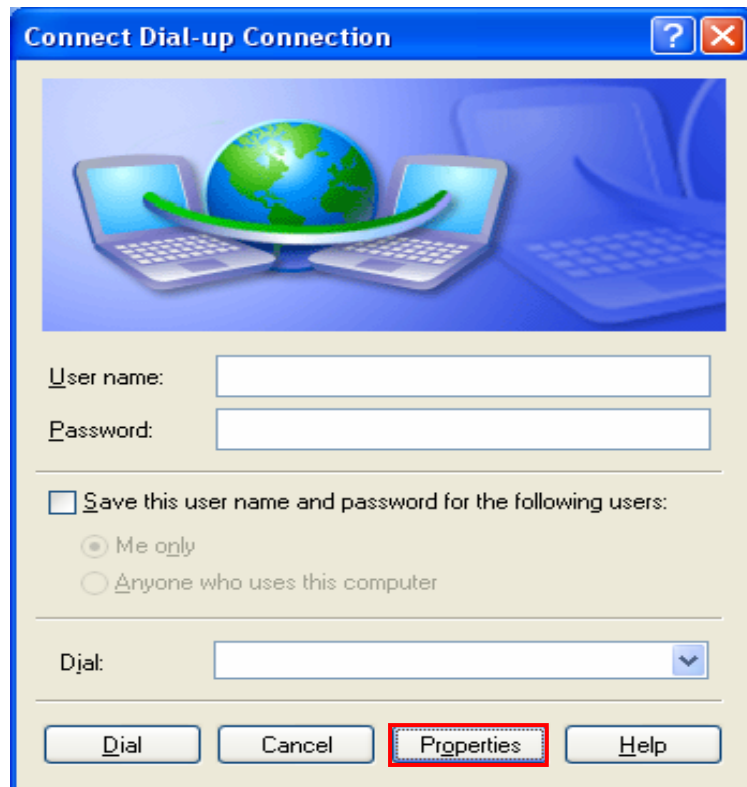 Connect Dial-up Connection
User name:
Password:
Save this user name and password for the following users:
Me only
Anyone who uses this computer
Dial:
Dial Cancel Properties Help